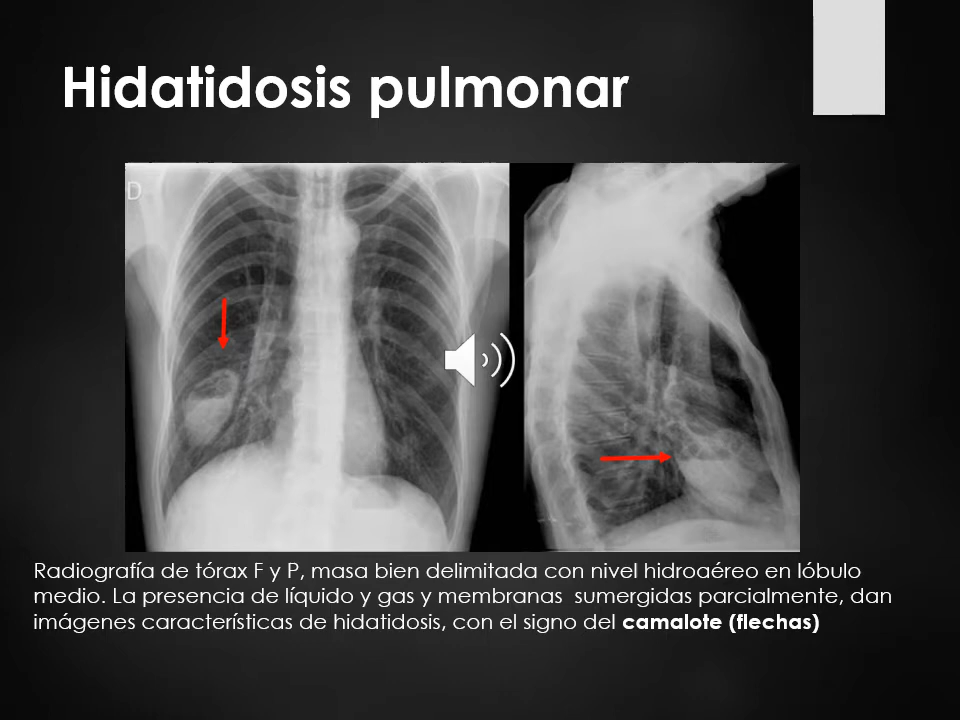 Hidatidosis pulmonar
D
Radiografía de tórax F y P, masa bien delimitada con nivel hidroaéreo en lóbulo
medio. La presencia de líquido y gas y membranas  sumergidas parcialmente, dan
imágenes características de hidatidosis, con el signo del camalote (flechas)